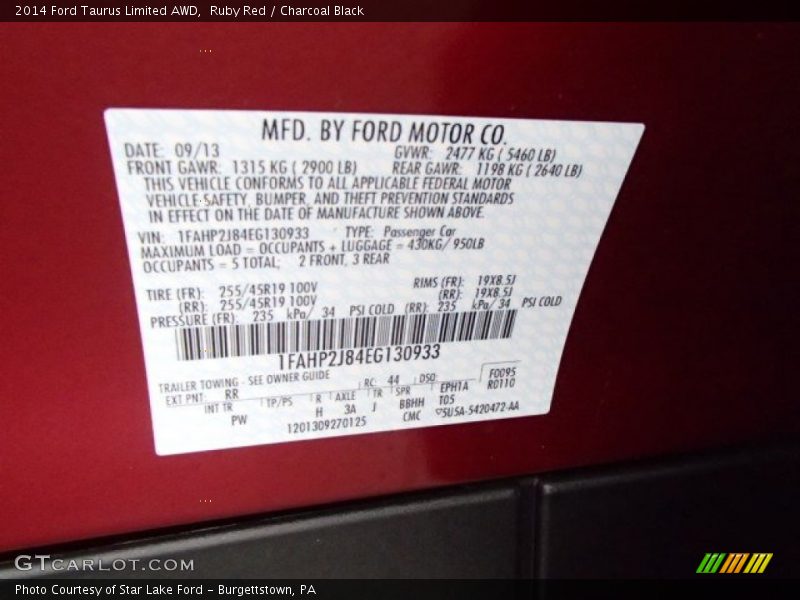 2014 Ford Taurus Limited AWD, Ruby Red / Charcoal Black
MFD. BY FORD MOTOR CO.
DATE: 09/13 GVWR: 2477 KG ( 5460 LB)
FRONT GAWR: 1315 KG ( 2900 LB) REAR GAWR: 1198 KG ( 2640 LB)
THIS VEHICLE CONFORMS TO ALL APPLICABLE FEDERAL MOTOR
VEHICLE SAFETY, BUMPER, AND THEFT PREVENTION STANDARDS
IN EFFECT ON THE DATE OF MANUFACTURE SHOWN ABOVE.
VIN: 1FAHP2J84EG130933 TYPE: Passenger Car
MAXIMUM LOAD = OCCUPANTS + LUGGAGE = 430KG/ 950LB
OCCUPANTS = 5 TOTAL; 2 FRONT, 3 REAR
TIRE (FR): 255/45R19 100V RIMS (FR): 19X8.5J
(RR): 255/45R19 100V (RR): 19X8.5J
PRESSURE (FR): 235 kPa/ 34 PSI COLD (RR): 235 kPa/ 34 PSI COLD
1FAHP2J84EG130933
TRAILER TOWING - SEE OWNER GUIDE
EXT PNT: RR RC: 44 DSO: F0095
INT TR TP/PS R AXLE TR SPR EPH1A R0110
PW H 3A J BBHH T05
1201309270125 CMC 5U5A-5420472-AA
GTCARLOT.COM
Photo Courtesy of Star Lake Ford - Burgettstown, PA